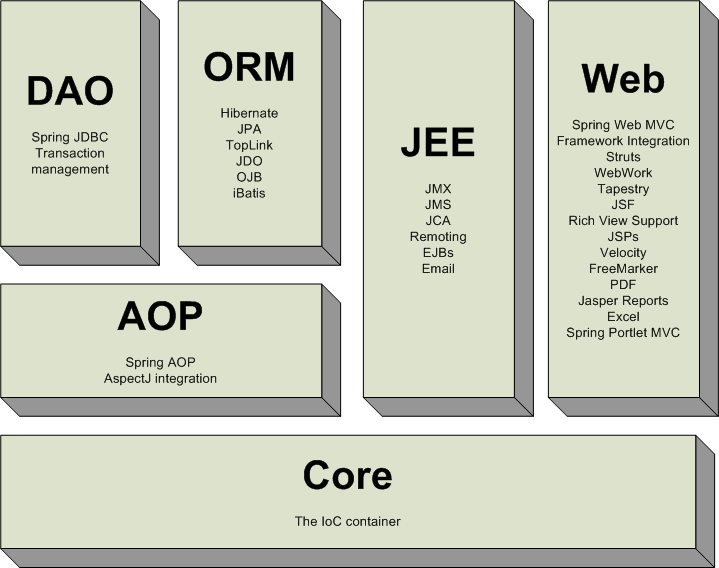 DAO
Spring JDBC
Transaction
management
ORM
Hibernate
JPA
TopLink
JDO
OJB
iBatis
JEE
JMX
JMS
JCA
Remoting
EJBs
Email
Web
Spring Web MVC
Framework Integration
Struts
WebWork
Tapestry
JSF
Rich View Support
JSPs
Velocity
FreeMarker
PDF
Jasper Reports
Excel
Spring Portlet MVC
AOP
Spring AOP
AspectJ integration
Core
The IoC container